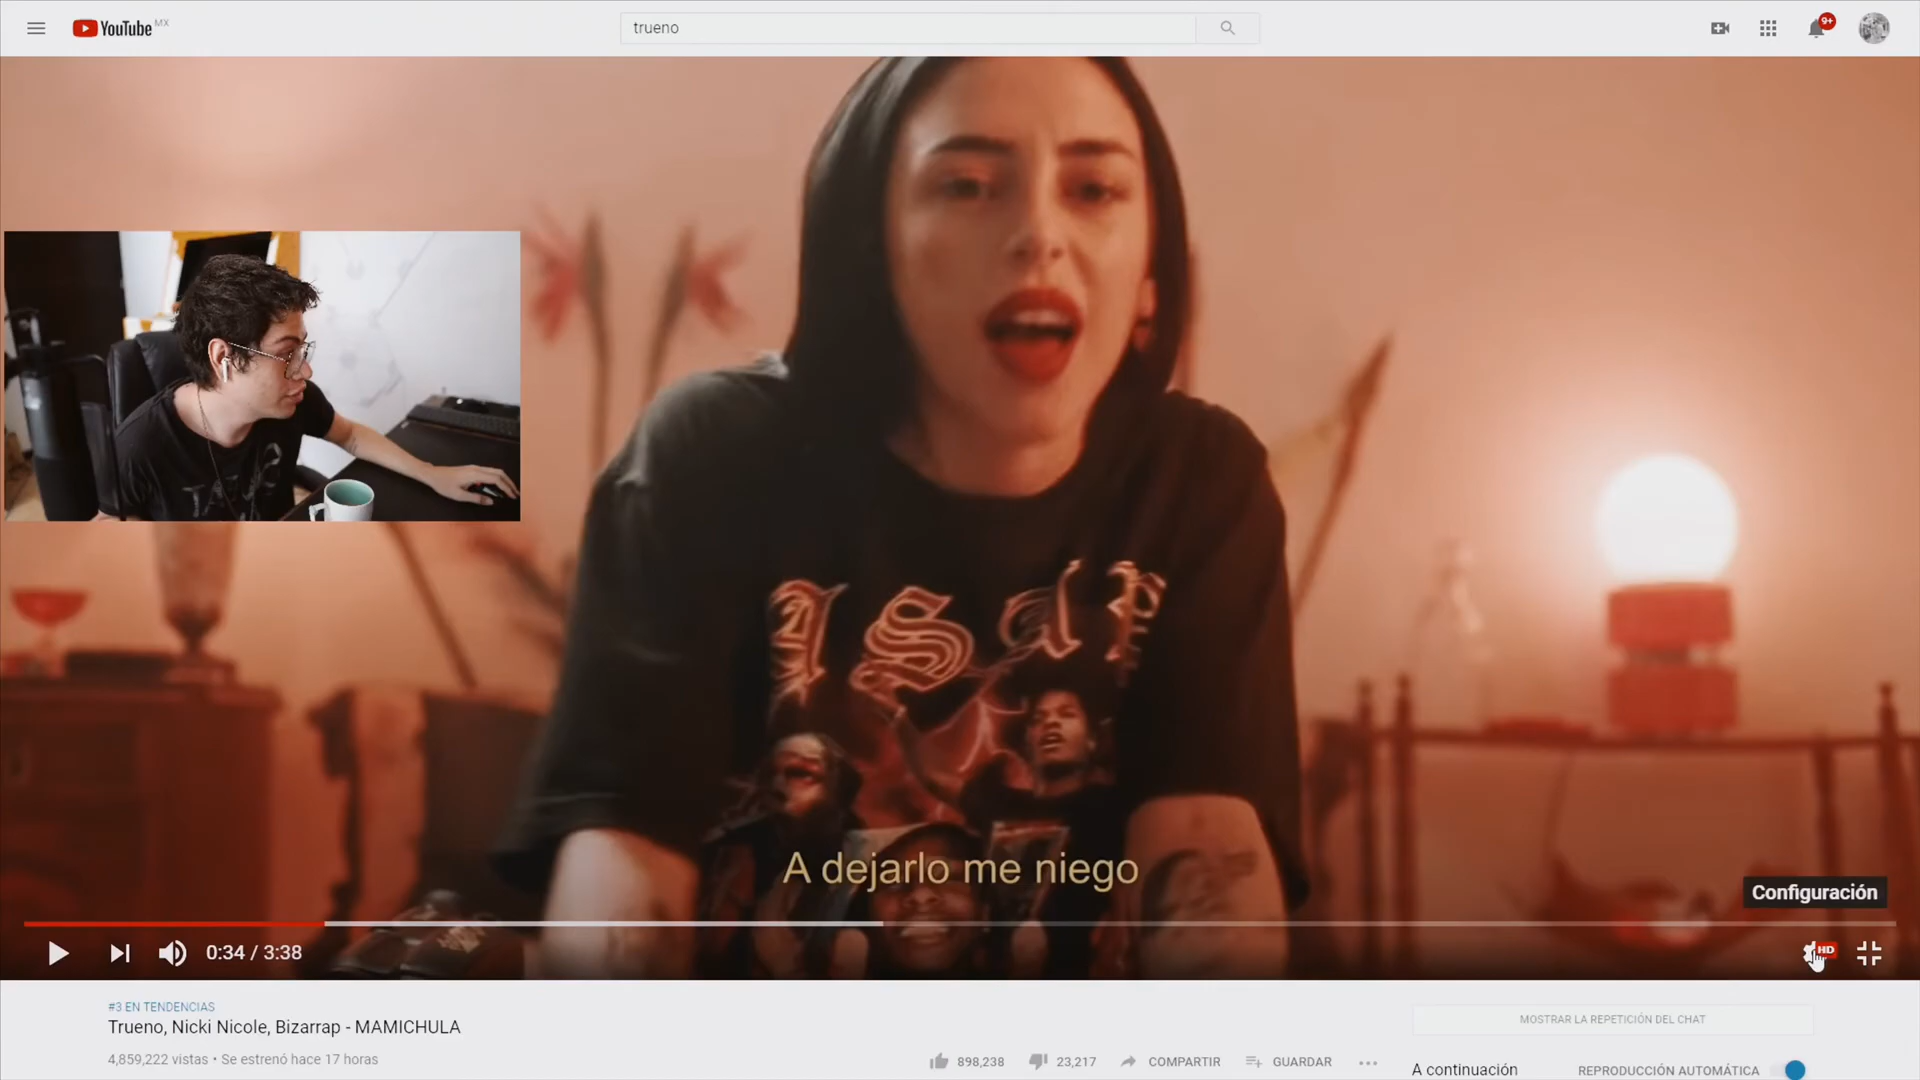 YouTube MX
trueno
9+
ASAP
A dejarlo me niego
Configuración
0:34 / 3:38
HD
#3 EN TENDENCIAS
Trueno, Nicki Nicole, Bizarrap - MAMICHULA
4,859,222 vistas • Se estrenó hace 17 horas
898,238
23,217
COMPARTIR
GUARDAR
MOSTRAR LA REPETICIÓN DEL CHAT
A continuación
REPRODUCCIÓN AUTOMÁTICA